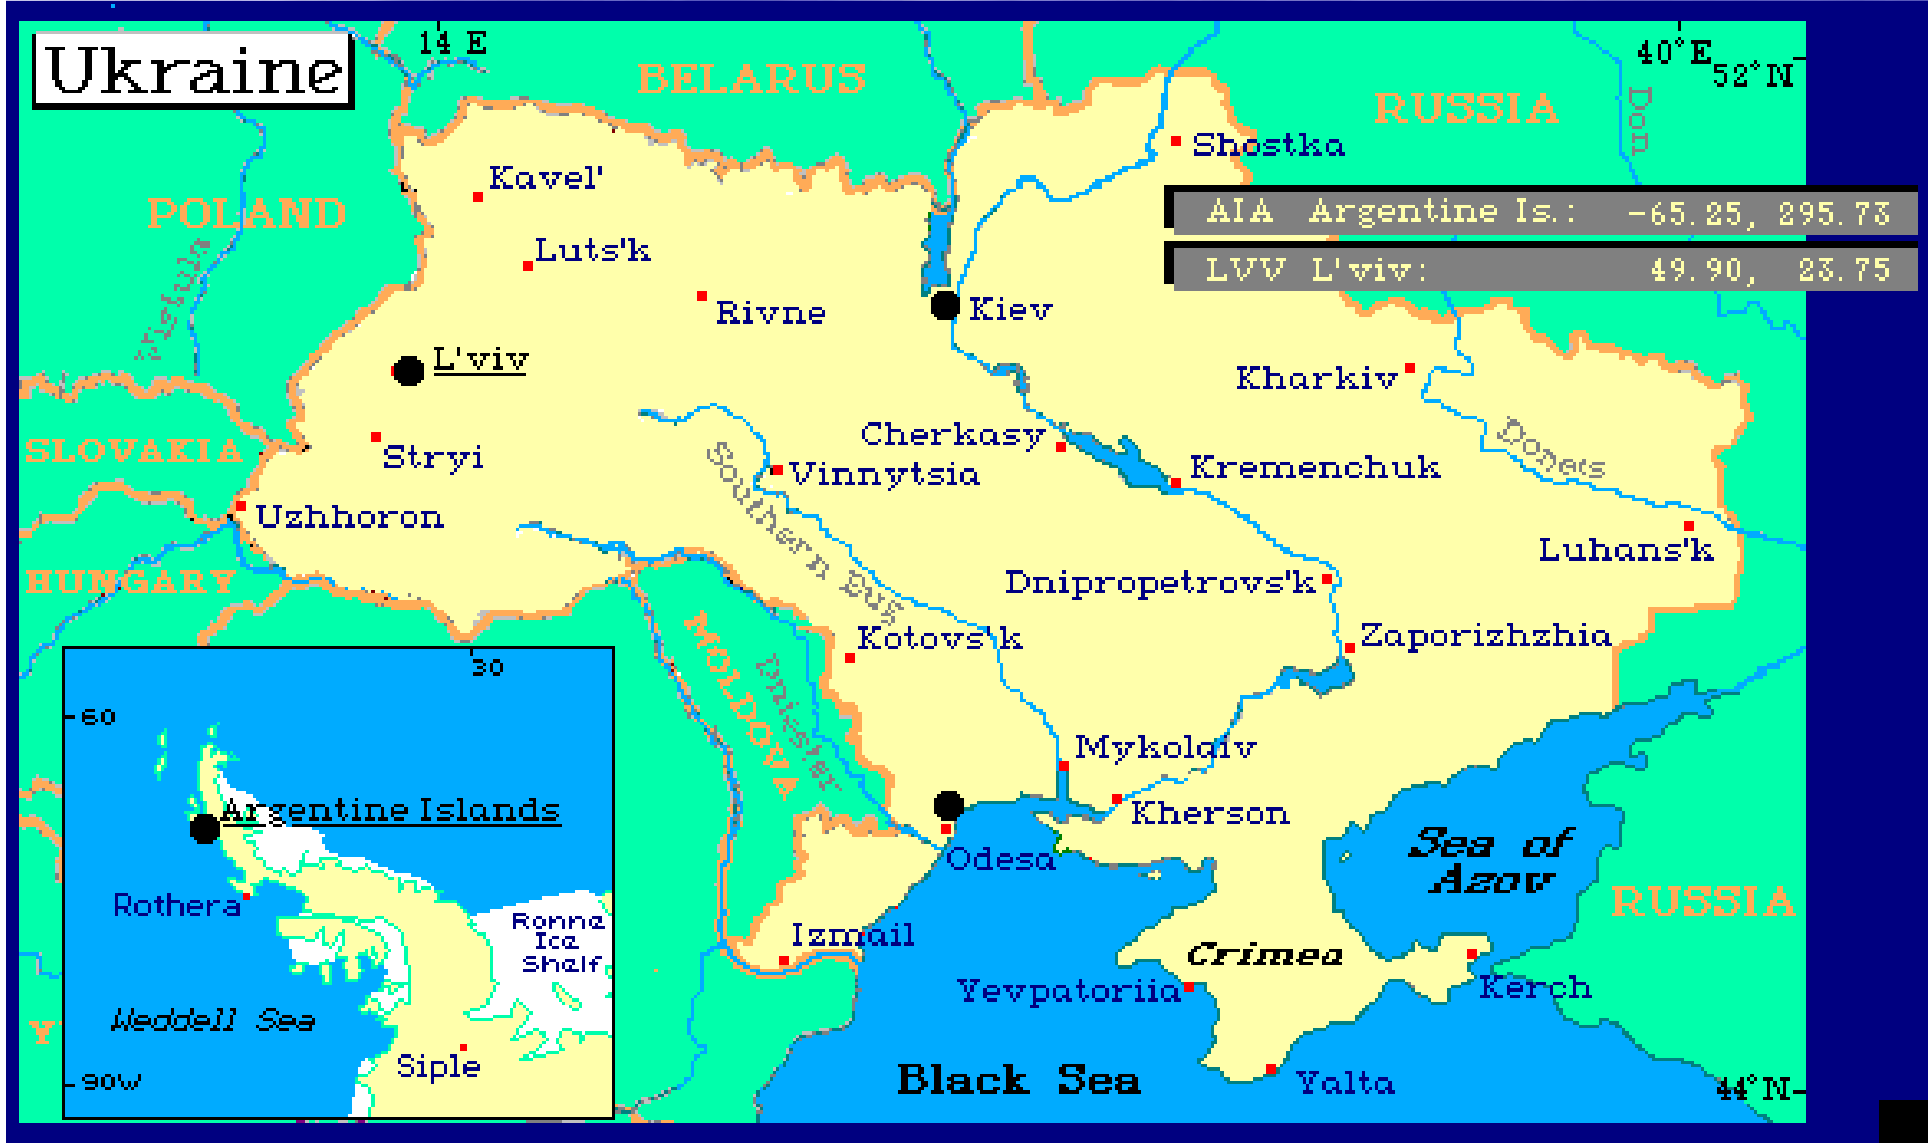 Ukraine
14 E
40°E
52°N
BELARUS
RUSSIA
Don
Shostka
Kavel'
POLAND
AIA Argentine Is.: -65.25, 295.73
LVV L'viv: 49.90, 23.75
Luts'k
Vistula
Rivne
Kiev
L'viv
Kharkiv
SLOVAKIA
Stryi
Cherkasy
Donets
Southern Bug
Vinnytsia
Kremenchuk
Uzhhoron
Luhans'k
HUNGARY
Dnipropetrovs'k
MOLDOVA
Kotovs'k
Zaporizhzhia
Dniester
30
-60
Mykolaiv
Argentine Islands
Kherson
Odesa
Sea of
Azov
Rothera
RUSSIA
Ronne
Ice
Shelf
Izmail
Crimea
Yevpatoriia
Kerch
Weddell Sea
Siple
-90W
Black Sea
Yalta
44°N